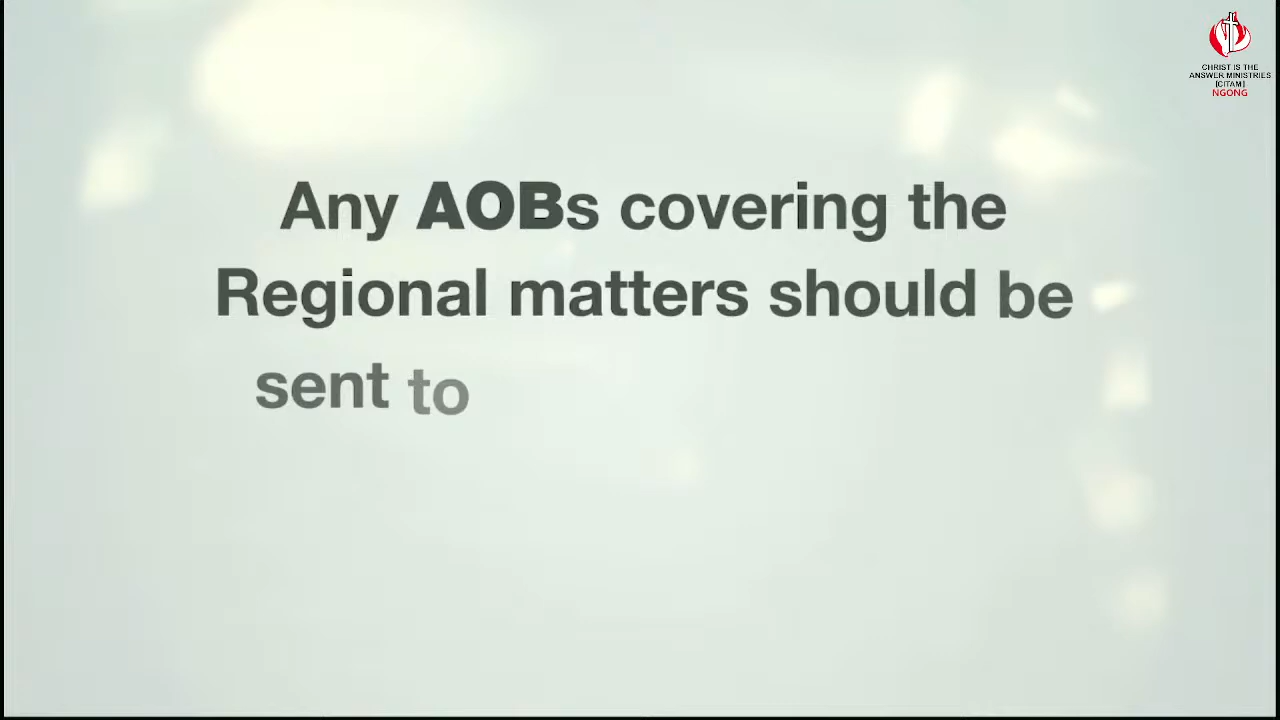 CHRIST IS THE
ANSWER MINISTRIES
[CITAM]
NGONG
Any AOBs covering the
Regional matters should be
sent to